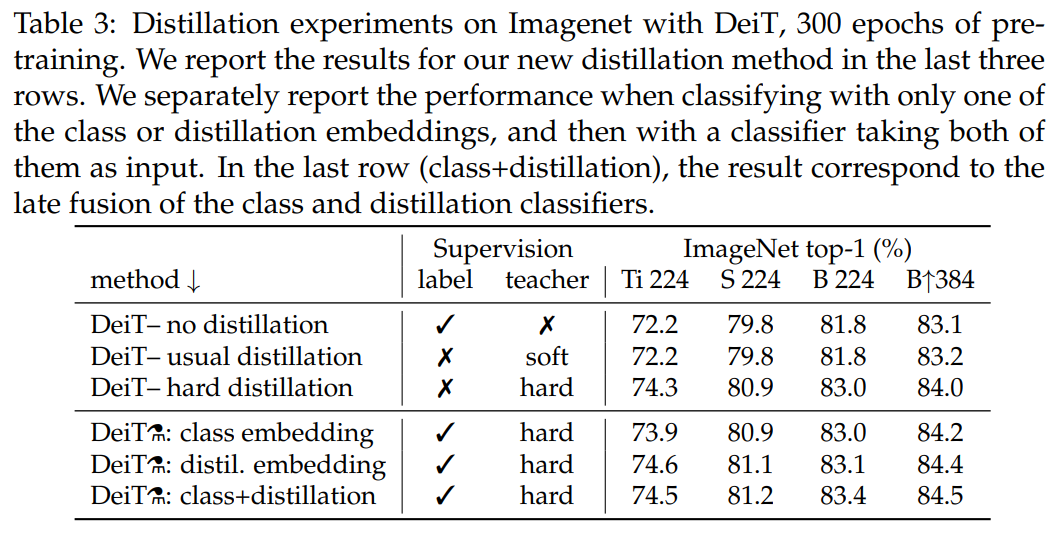 Table 3: Distillation experiments on Imagenet with DeiT, 300 epochs of pre-
training. We report the results for our new distillation method in the last three
rows. We separately report the performance when classifying with only one of
the class or distillation embeddings, and then with a classifier taking both of
them as input. In the last row (class+distillation), the result correspond to the
late fusion of the class and distillation classifiers.
Supervision ImageNet top-1 (%)
method ↓ label teacher Ti 224 S 224 B 224 B↑384
DeiT– no distillation ✓ ✗ 72.2 79.8 81.8 83.1
DeiT– usual distillation ✗ soft 72.2 79.8 81.8 83.2
DeiT– hard distillation ✗ hard 74.3 80.9 83.0 84.0
DeiT⚗: class embedding ✓ hard 73.9 80.9 83.0 84.2
DeiT⚗: distil. embedding ✓ hard 74.6 81.1 83.1 84.4
DeiT⚗: class+distillation ✓ hard 74.5 81.2 83.4 84.5